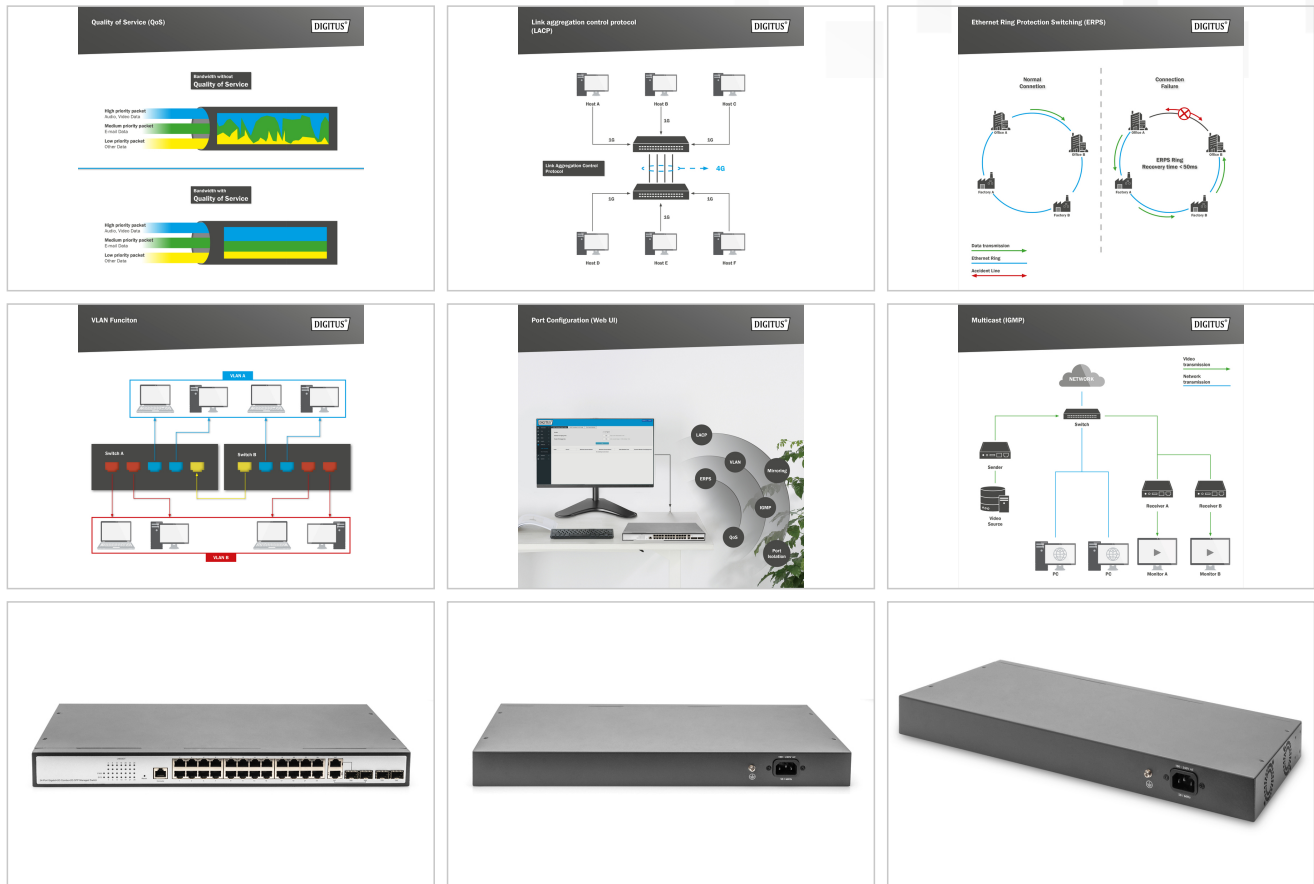 Quality of Service (QoS)
DIGITUS®
Bandwidth without
Quality of Service
High priority packet
Audio, Video Data
Medium priority packet
E-mail Data
Low priority packet
Other Data
Bandwidth with
Quality of Service
High priority packet
Audio, Video Data
Medium priority packet
E-mail Data
Low priority packet
Other Data
Link aggregation control protocol
(LACP)
DIGITUS®
Host A
Host B
Host C
1G
1G
1G
Link Aggregation Control
Protocol
4G
1G
1G
1G
Host D
Host E
Host F
Ethernet Ring Protection Switching (ERPS)
DIGITUS®
Normal
Connetion
Connection
Failure
Office A
Office B
Factory A
Factory B
Office A
Office B
ERPS Ring
Recovery time <50ms
Factory A
Factory B
Data transmission
Ethernet Ring
Accident Line
VLAN Funciton
DIGITUS®
VLAN A
Switch A
Switch B
VLAN B
Port Configuration (Web UI)
DIGITUS®
LACP
VLAN
Mirroring
ERPS
IGMP
QoS
Port
Isolation
Multicast (IGMP)
DIGITUS®
Video
transmission
Network
transmission
NETWORK
Switch
Sender
Video
Source
Receiver A
Receiver B
PC
PC
Monitor A
Monitor B